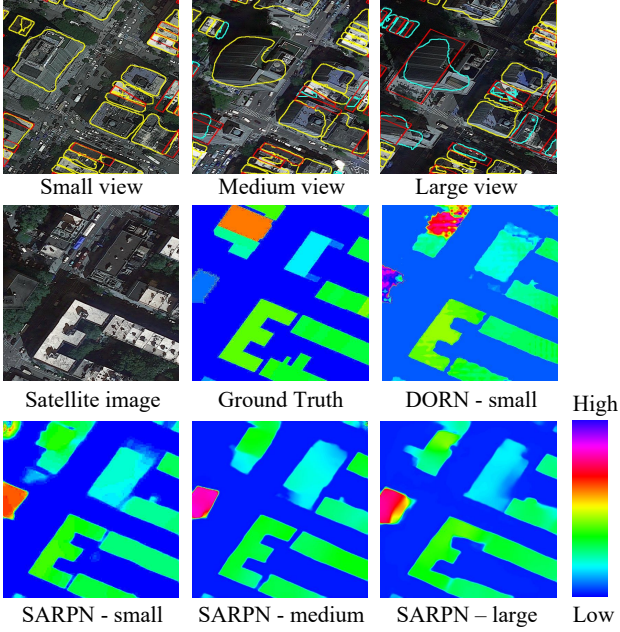 Small view
Medium view
Large view
Satellite image
Ground Truth
DORN - small
High
SARPN - small
SARPN - medium
SARPN – large
Low